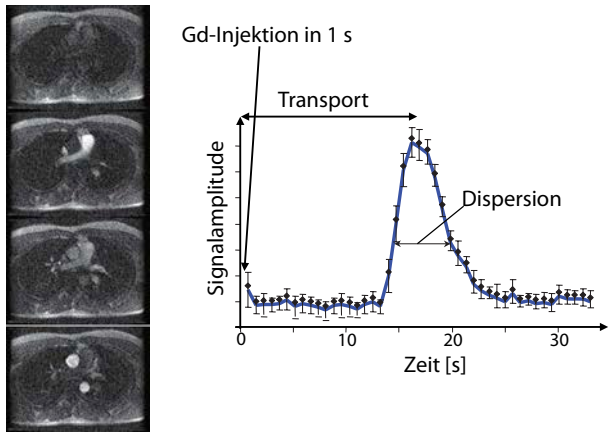 Gd-Injektion in 1 s
Transport
Signalamplitude
Dispersion
0
10
20
30
Zeit [s]